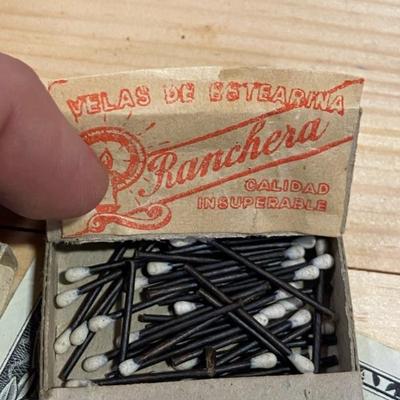 VELAS DE ESTEARINA
Ranchera
CALIDAD
INSUPERABLE